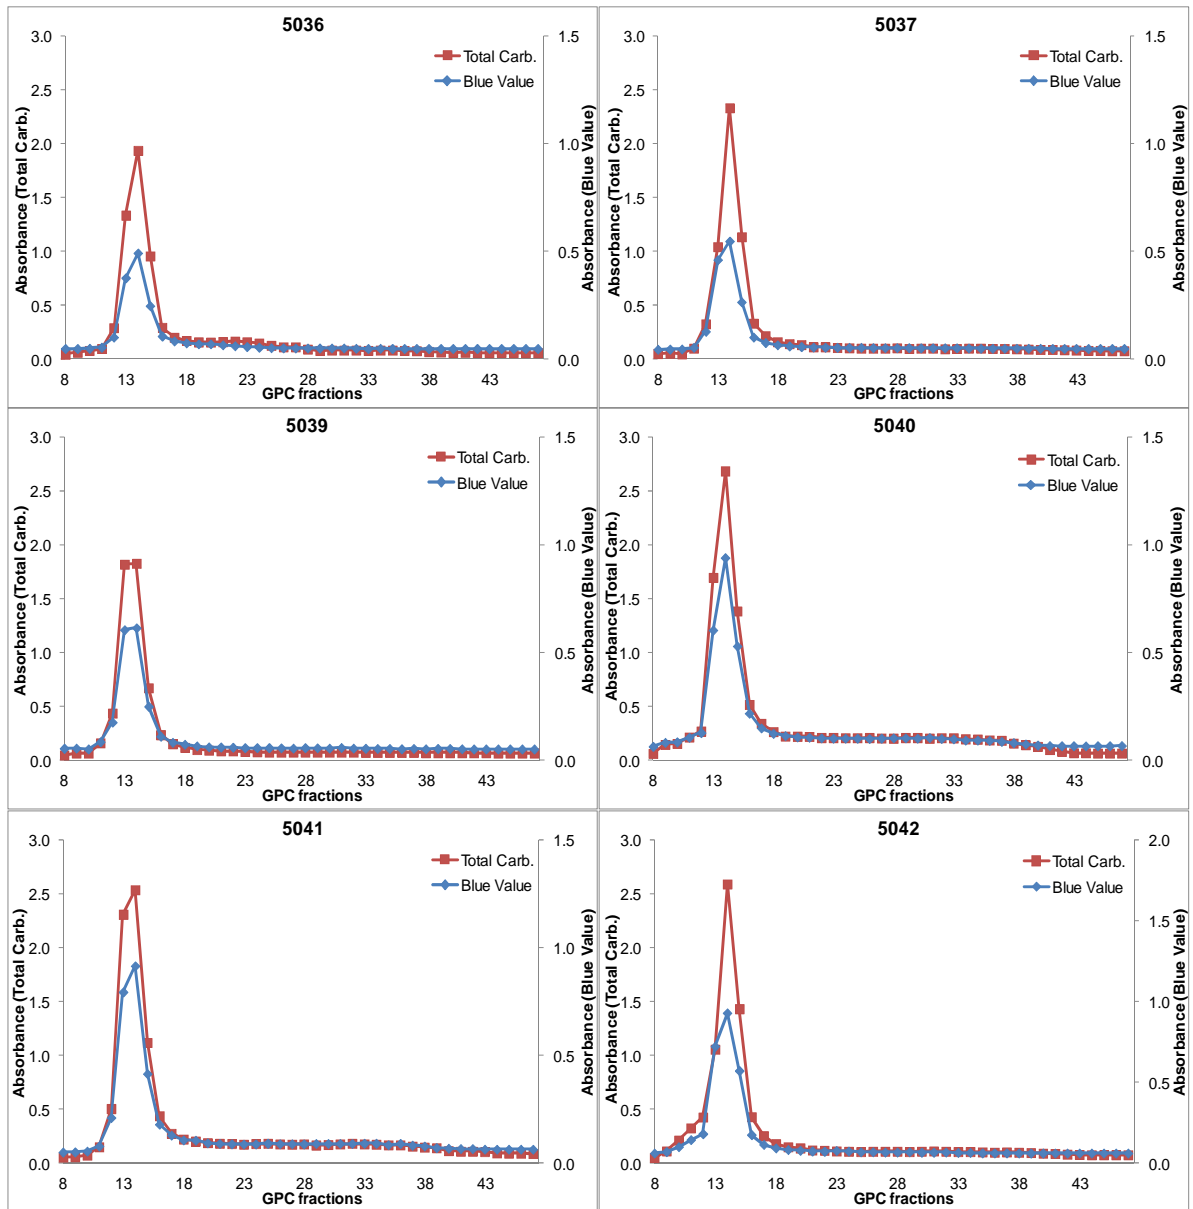 5036
3.0
2.5
2.0
1.5
1.0
0.5
0.0
1.5
1.0
0.5
0.0
Total Carb.
Blue Value
Absorbance (Total Carb.)
Absorbance (Blue Value)
8 13 18 23 28 33 38 43
GPC fractions
5037
3.0
2.5
2.0
1.5
1.0
0.5
0.0
1.5
1.0
0.5
0.0
Total Carb.
Blue Value
Absorbance (Total Carb.)
Absorbance (Blue Value)
8 13 18 23 28 33 38 43
GPC fractions
5039
3.0
2.5
2.0
1.5
1.0
0.5
0.0
1.5
1.0
0.5
0.0
Total Carb.
Blue Value
Absorbance (Total Carb.)
Absorbance (Blue Value)
8 13 18 23 28 33 38 43
GPC fractions
5040
3.0
2.5
2.0
1.5
1.0
0.5
0.0
1.5
1.0
0.5
0.0
Total Carb.
Blue Value
Absorbance (Total Carb.)
Absorbance (Blue Value)
8 13 18 23 28 33 38 43
GPC fractions
5041
3.0
2.5
2.0
1.5
1.0
0.5
0.0
1.5
1.0
0.5
0.0
Total Carb.
Blue Value
Absorbance (Total Carb.)
Absorbance (Blue Value)
8 13 18 23 28 33 38 43
GPC fractions
5042
3.0
2.5
2.0
1.5
1.0
0.5
0.0
2.0
1.5
1.0
0.5
0.0
Total Carb.
Blue Value
Absorbance (Total Carb.)
Absorbance (Blue Value)
8 13 18 23 28 33 38 43
GPC fractions